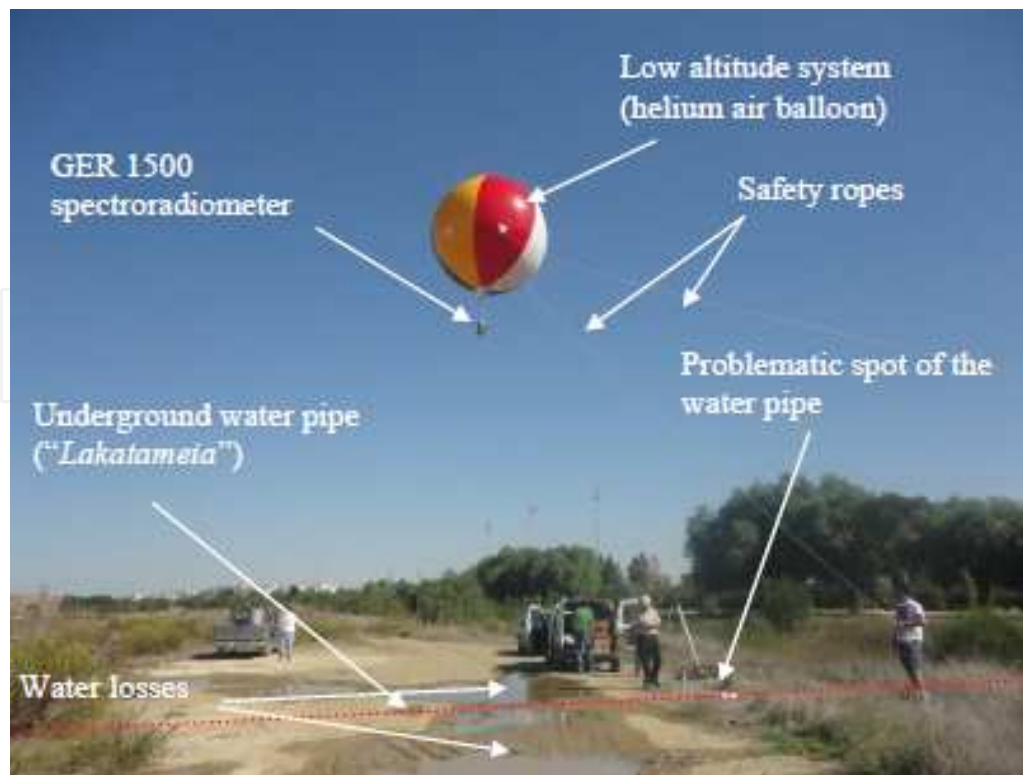 Low altitude system
(helium air balloon)
GER 1500
spectroradiometer
Safety ropes
Problematic spot of the
water pipe
Underground water pipe
(“Lakatameia”)
Water losses